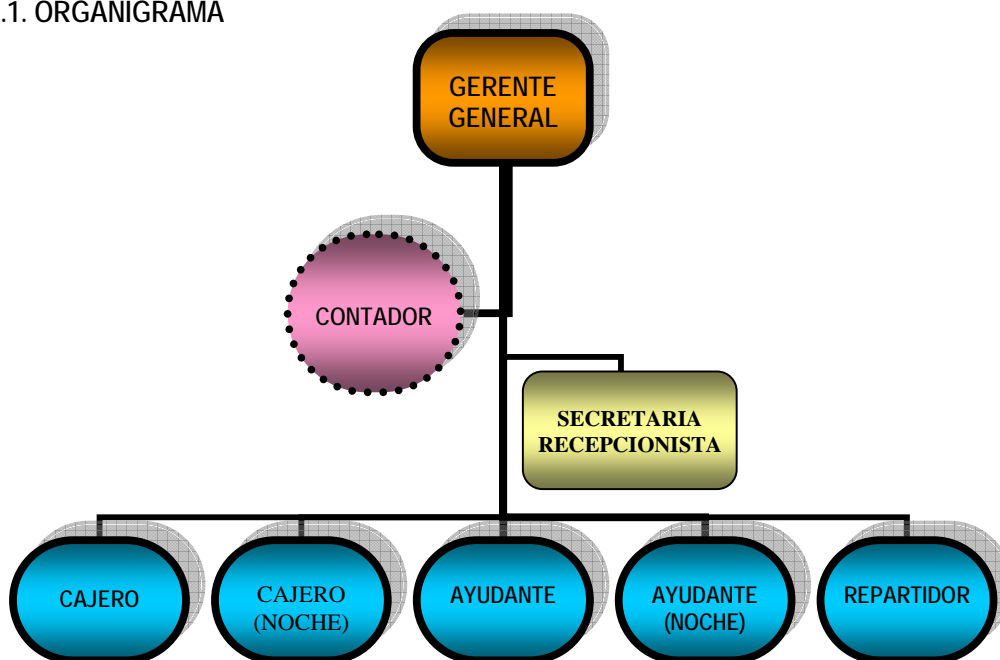 .1. ORGANIGRAMA
GERENTE
GENERAL
CONTADOR
SECRETARIA
RECEPCIONISTA
CAJERO
CAJERO
(NOCHE)
AYUDANTE
AYUDANTE
(NOCHE)
REPARTIDOR